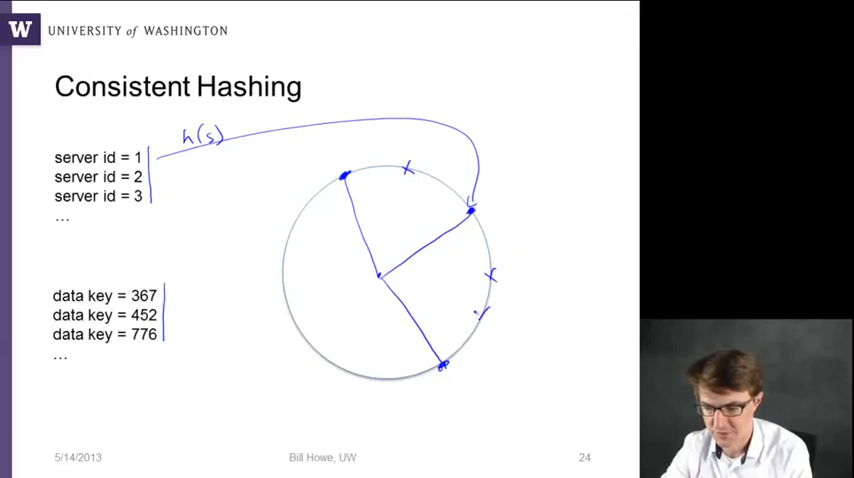 W UNIVERSITY of WASHINGTON
Consistent Hashing
h(s)
server id = 1
server id = 2
server id = 3
...
data key = 367
data key = 452
data key = 776
...
5/14/2013
Bill Howe, UW
24